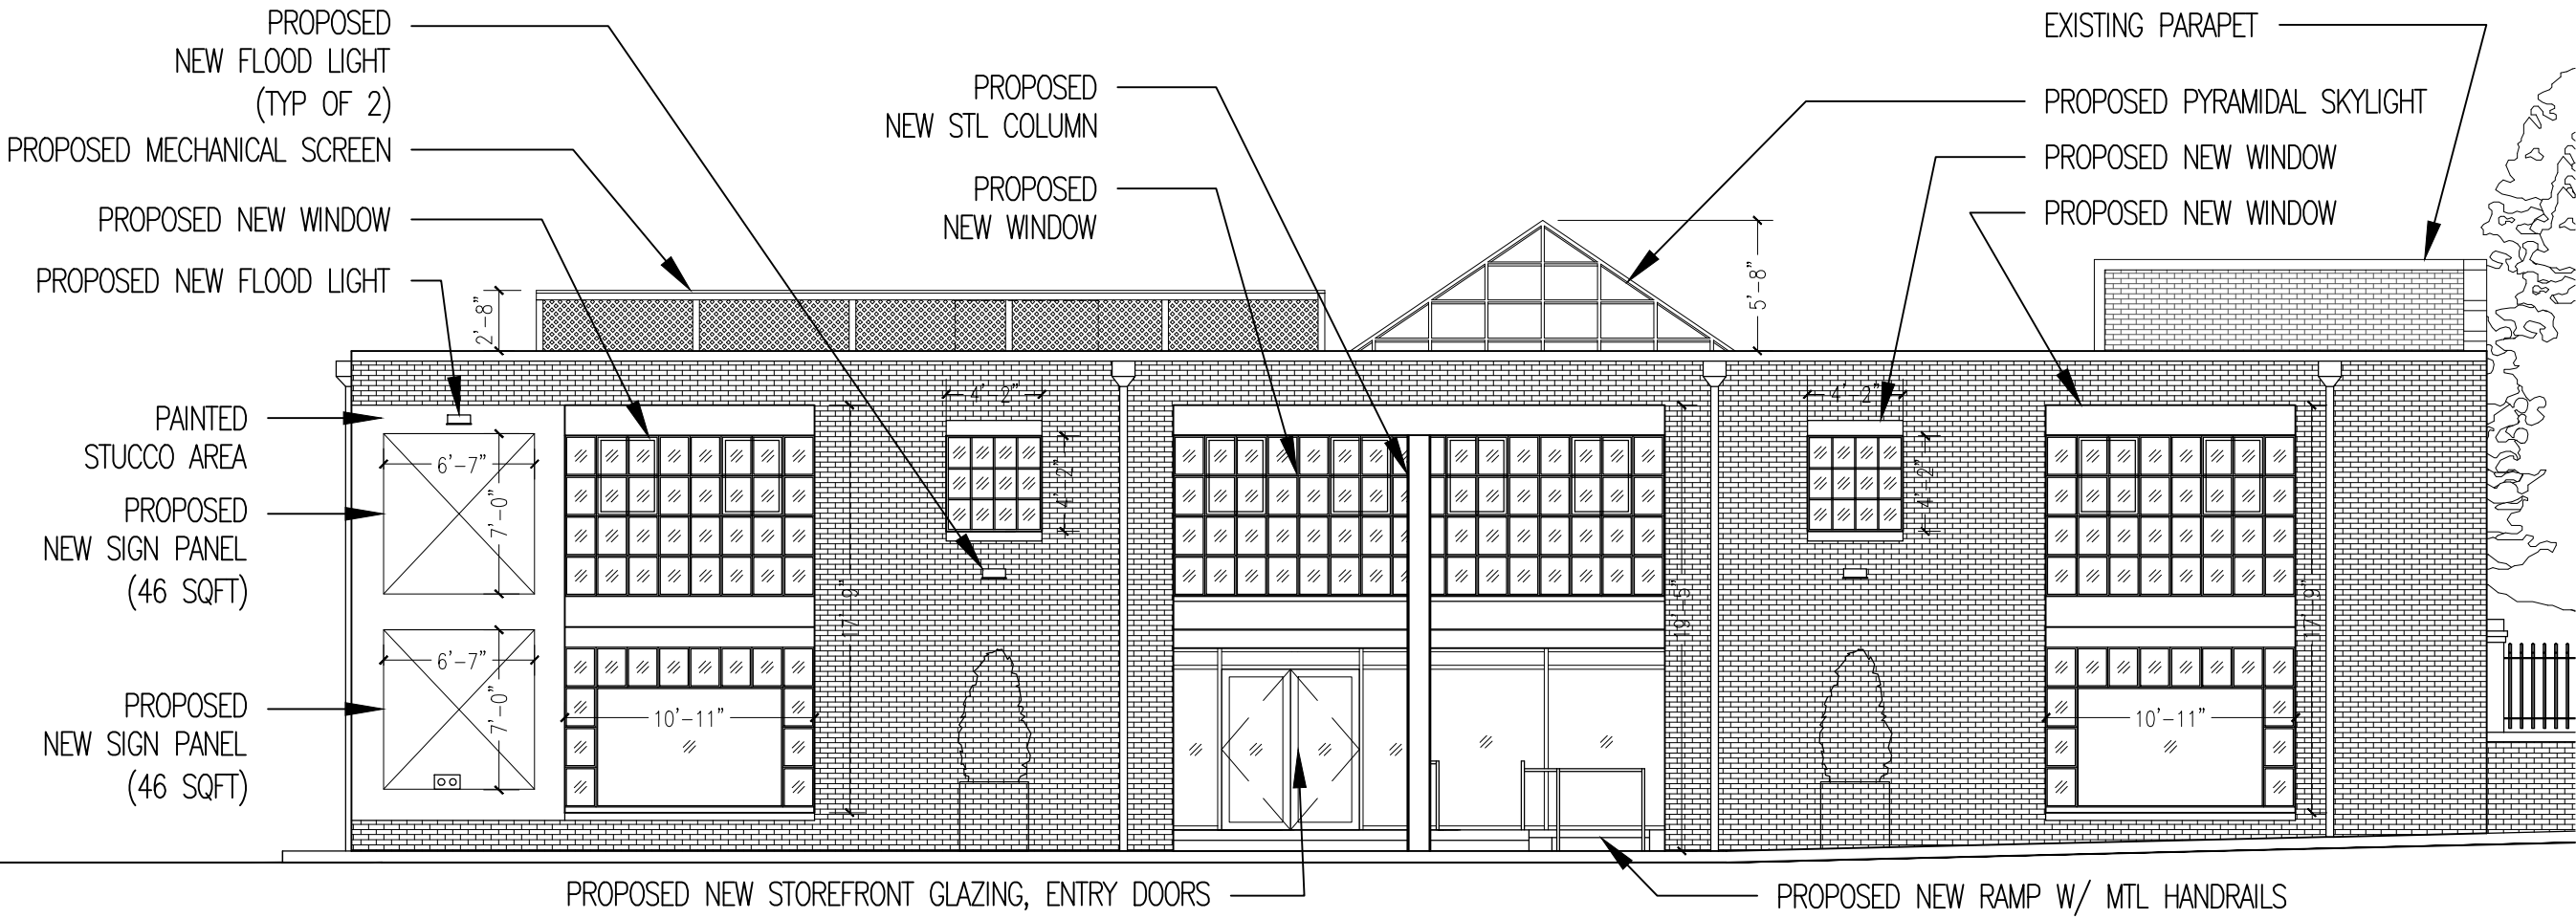 PROPOSED
NEW FLOOD LIGHT
(TYP OF 2)
PROPOSED MECHANICAL SCREEN
PROPOSED NEW WINDOW
PROPOSED NEW FLOOD LIGHT
PAINTED
STUCCO AREA
PROPOSED
NEW SIGN PANEL
(46 SQFT)
PROPOSED
NEW SIGN PANEL
(46 SQFT)
PROPOSED
NEW STL COLUMN
PROPOSED
NEW WINDOW
EXISTING PARAPET
PROPOSED PYRAMIDAL SKYLIGHT
PROPOSED NEW WINDOW
PROPOSED NEW WINDOW
2'-8"
5'-8"
6'-7"
7'-0"
6'-7"
7'-0"
10'-11"
17'-9"
4'-2"
4'-2"
19'-5"
4'-2"
4'-2"
10'-11"
17'-9"
PROPOSED NEW STOREFRONT GLAZING, ENTRY DOORS
PROPOSED NEW RAMP W/ MTL HANDRAILS